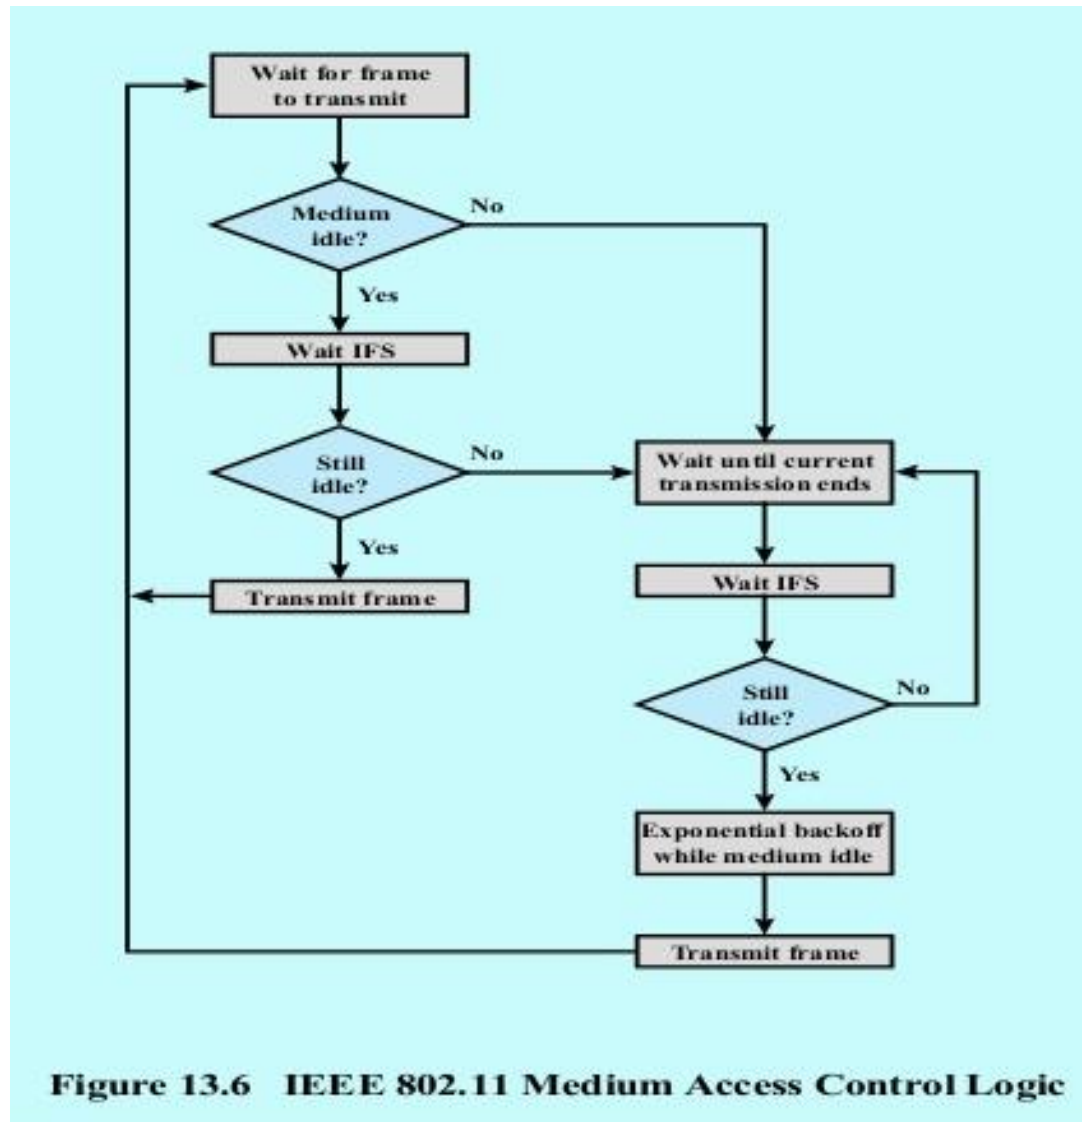 Wait for frame
to transmit
Medium
idle?
No
Yes
Wait IFS
Still
idle?
No
Yes
Transmit frame
Wait until current
transmission ends
Wait IFS
Still
idle?
No
Yes
Exponential backoff
while medium idle
Transmit frame
Figure 13.6 IEEE 802.11 Medium Access Control Logic